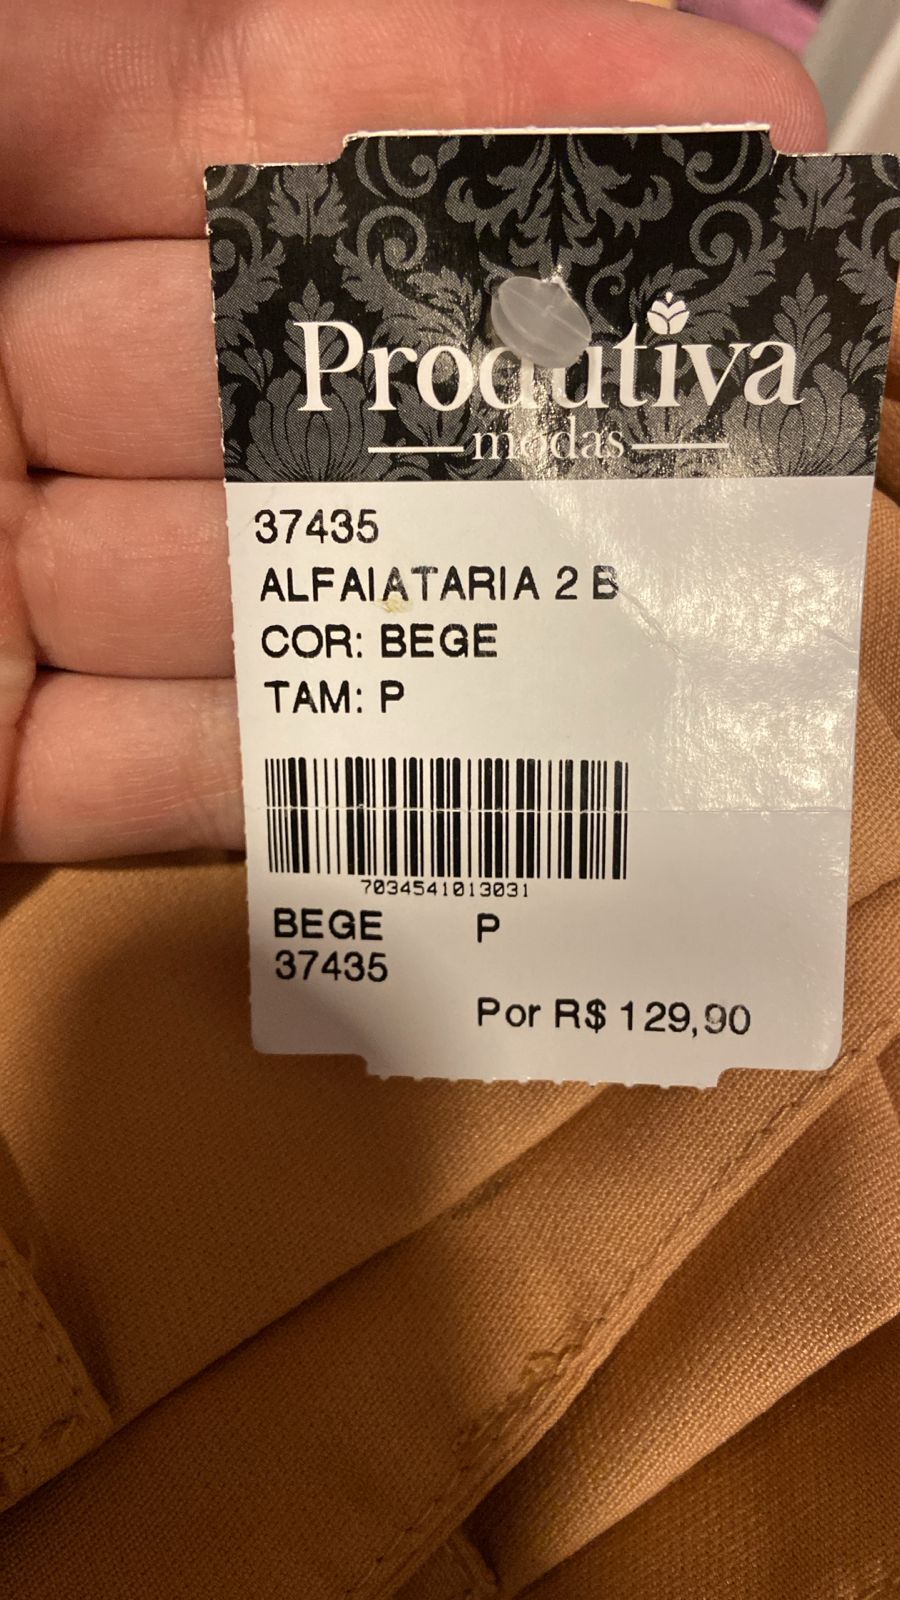 Produtiva
modas
37435
ALFAIATARIA 2 B
COR: BEGE
TAM: P
7034541013031
BEGE P
37435
Por R$ 129,90